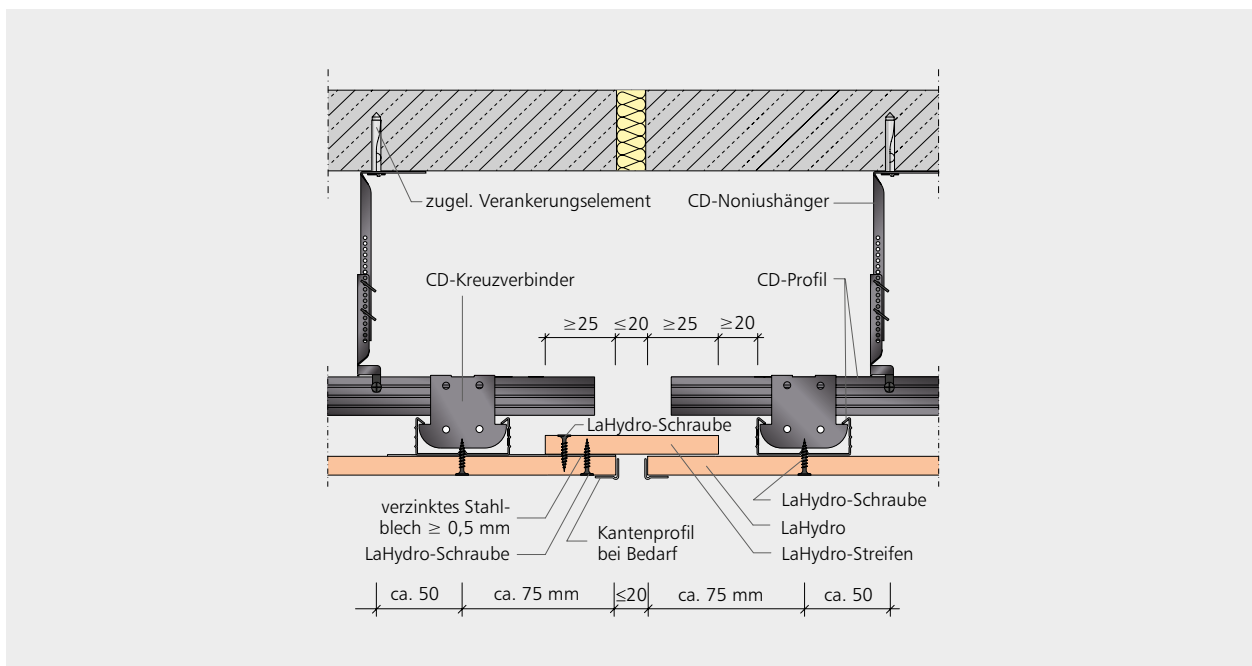 zugel. Verankerungselement
CD-Noniushänger
CD-Kreuzverbinder
CD-Profil
≥25
≤20
≥25
≥20
LaHydro-Schraube
verzinktes Stahl-
blech ≥ 0,5 mm
LaHydro-Schraube
Kantenprofil
bei Bedarf
LaHydro-Schraube
LaHydro
LaHydro-Streifen
ca. 50
ca. 75 mm
≤20
ca. 75 mm
ca. 50